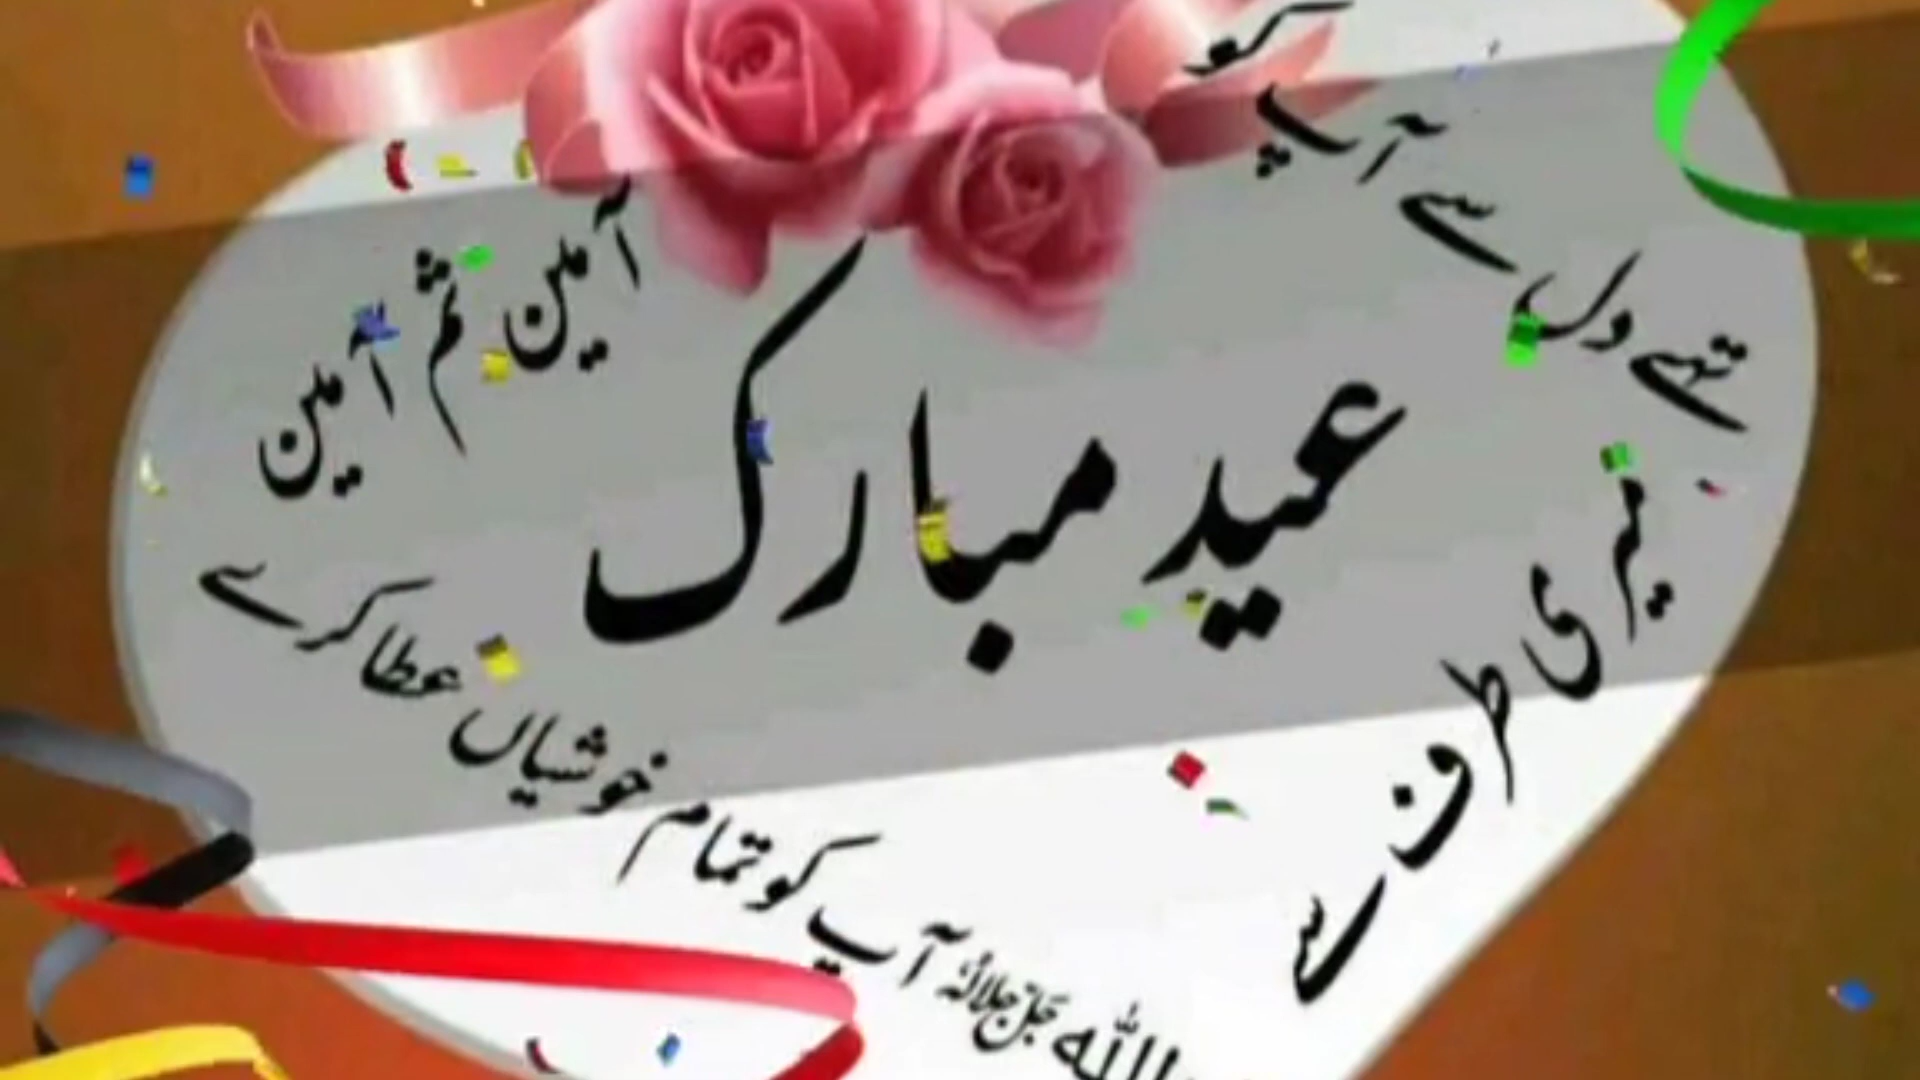 میری طرف سے
تہے دل سے آپ کو
عید مبارک
اللہ جل جلالہ آپ کو تمام خوشیاں عطا کرے
آمین ثم آمین